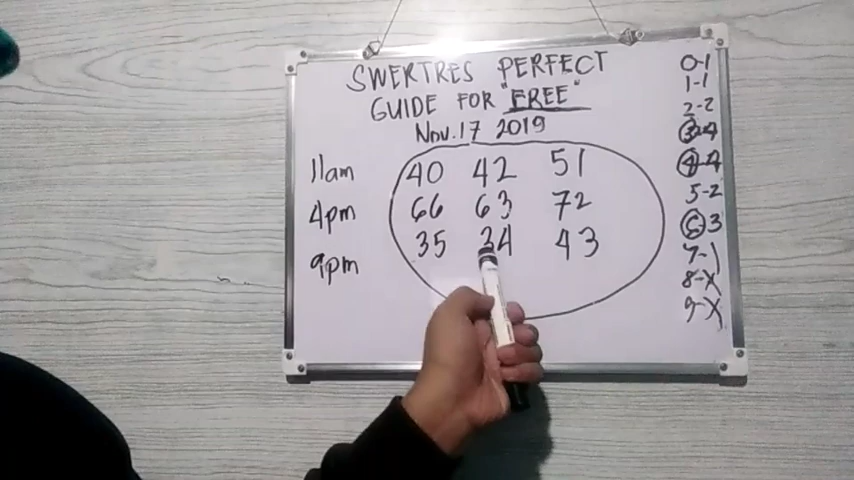 SWERTRES PERFECT
GUIDE FOR "FREE"
Nov. 17 2019
11am 40 42 51
4pm 66 63 72
9pm 35 34 43
0-1
1-1
2-2
3-4
4-4
5-2
6-3
7-1
8-X
9-X